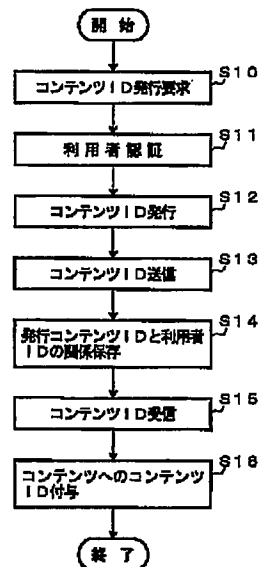 開始
S10
コンテンツID発行要求
S11
利用者認証
S12
コンテンツID発行
S13
コンテンツID送信
S14
発行コンテンツIDと利用者
IDの関係保存
S15
コンテンツID受信
S16
コンテンツへのコンテンツ
ID付与
終了